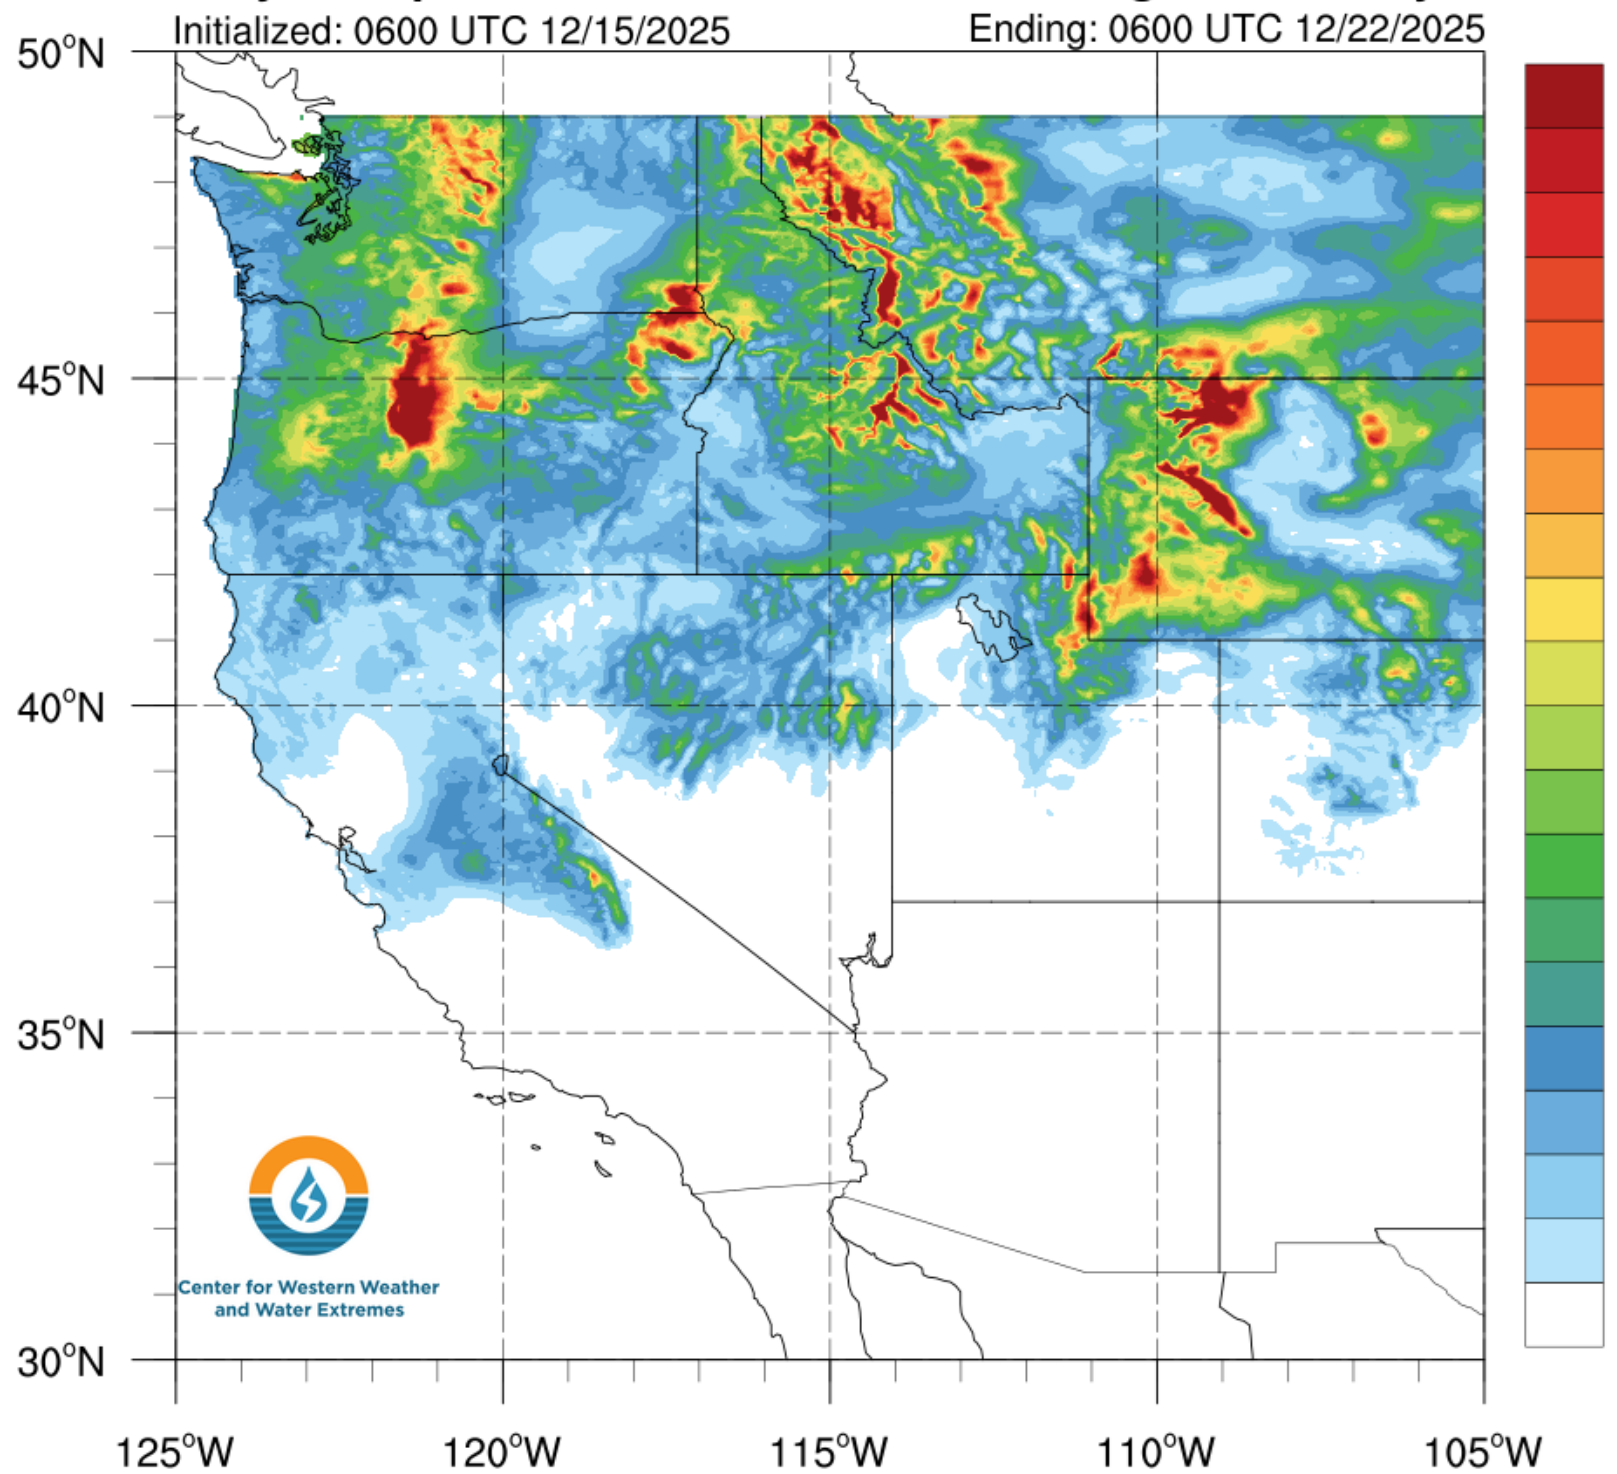 Initialized: 0600 UTC 12/15/2025
Ending: 0600 UTC 12/22/2025
50°N
45°N
40°N
35°N
30°N
Center for Western Weather
and Water Extremes
125°W
120°W
115°W
110°W
105°W